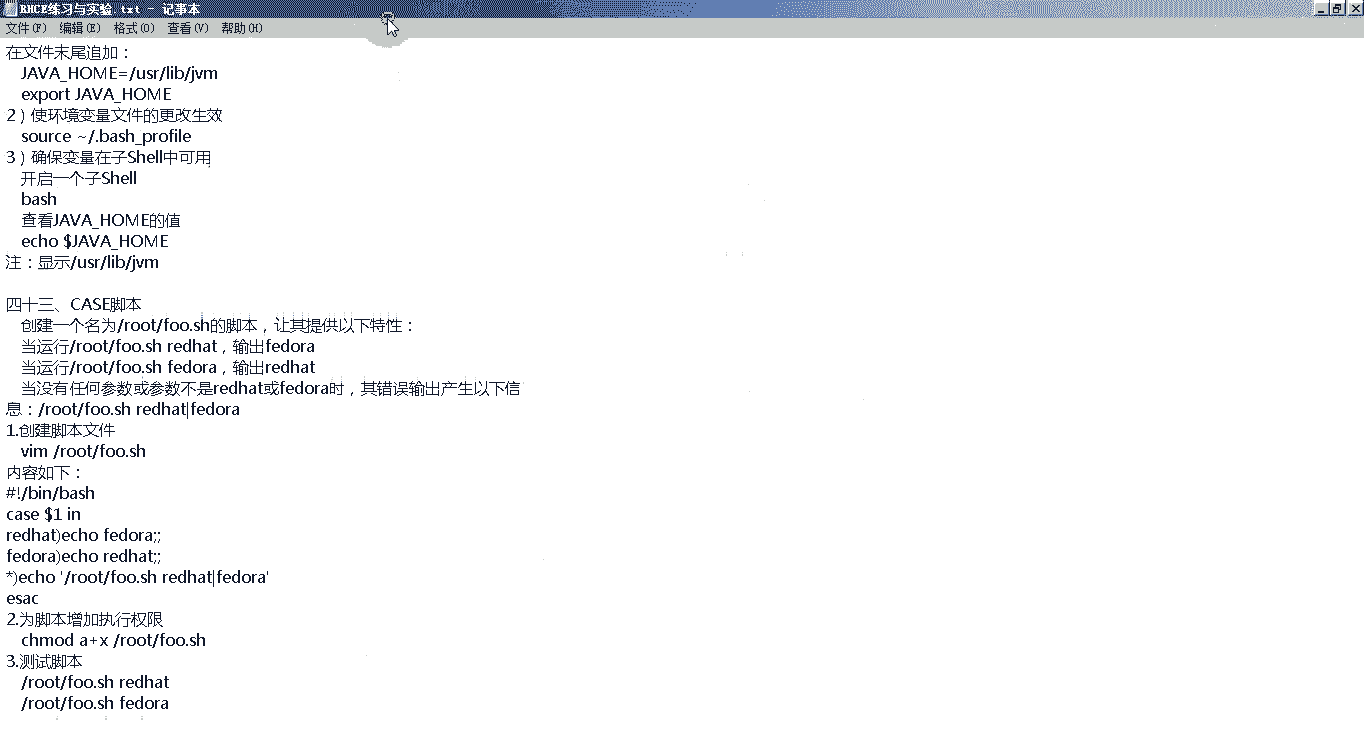 RHCE练习与实验.txt - 记事本
文件(F) 编辑(E) 格式(O) 查看(V) 帮助(H)
在文件末尾追加：
JAVA_HOME=/usr/lib/jvm
export JAVA_HOME
2）使环境变量文件的更改生效
source ~/.bash_profile
3）确保变量在子Shell中可用
开启一个子Shell
bash
查看JAVA_HOME的值
echo $JAVA_HOME
注：显示/usr/lib/jvm
四十三、CASE脚本
创建一个名为/root/foo.sh的脚本，让其提供以下特性：
当运行/root/foo.sh redhat，输出fedora
当运行/root/foo.sh fedora，输出redhat
当没有任何参数或参数不是redhat或fedora时，其错误输出产生以下信
息：/root/foo.sh redhat|fedora
1.创建脚本文件
vim /root/foo.sh
内容如下：
#!/bin/bash
case $1 in
redhat)echo fedora;;
fedora)echo redhat;;
*)echo '/root/foo.sh redhat|fedora'
esac
2.为脚本增加执行权限
chmod a+x /root/foo.sh
3.测试脚本
/root/foo.sh redhat
/root/foo.sh fedora